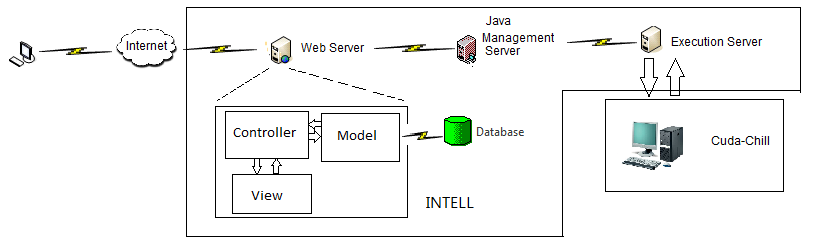 Internet
Web Server
Java
Management
Server
Execution Server
Controller
Model
Database
View
INTELL
Cuda-Chill